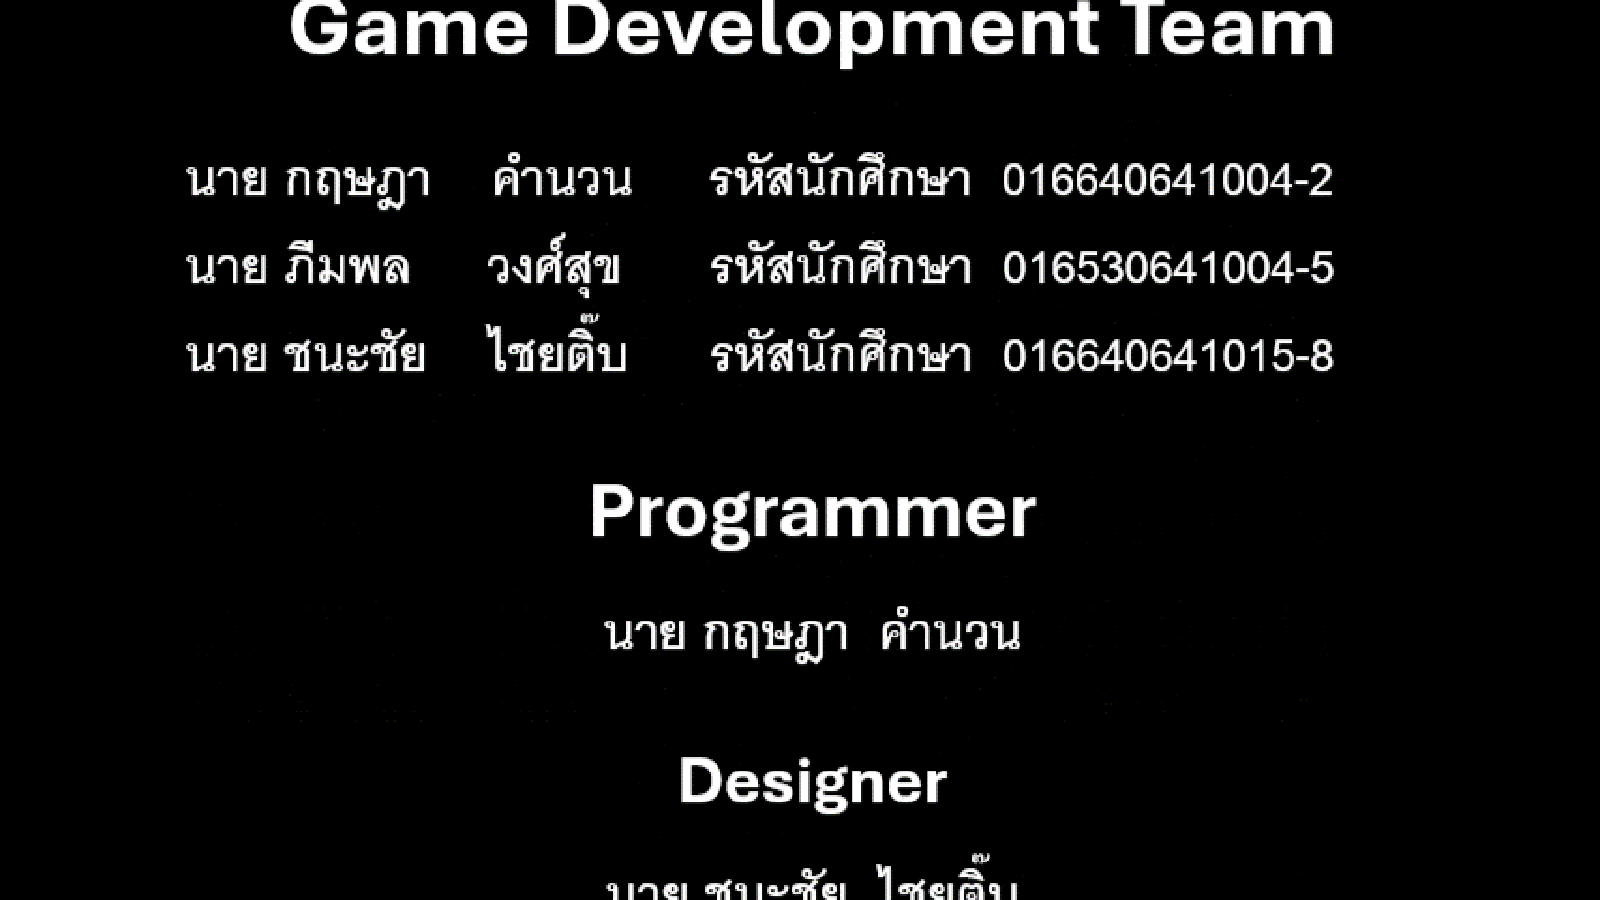 Game Development Team
นาย กฤษฎา คำนวน รหัสนักศึกษา 016640641004-2
นาย ภีมพล วงศ์สุข รหัสนักศึกษา 016530641004-5
นาย ชนะชัย ไชยติ๊บ รหัสนักศึกษา 016640641015-8
Programmer
นาย กฤษฎา คำนวน
Designer
นาย ชนะชัย ไชยติ๊บ